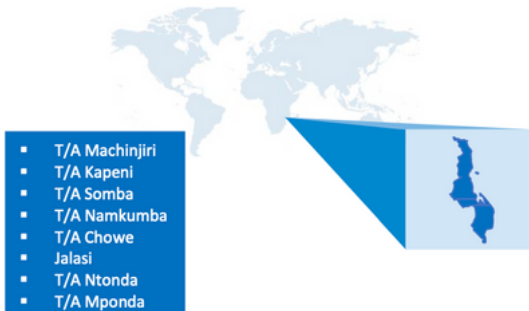 ▪ T/A Machinjiri
▪ T/A Kapeni
▪ T/A Somba
▪ T/A Namkumba
▪ T/A Chowe
▪ Jalasi
▪ T/A Ntonda
▪ T/A Mponda